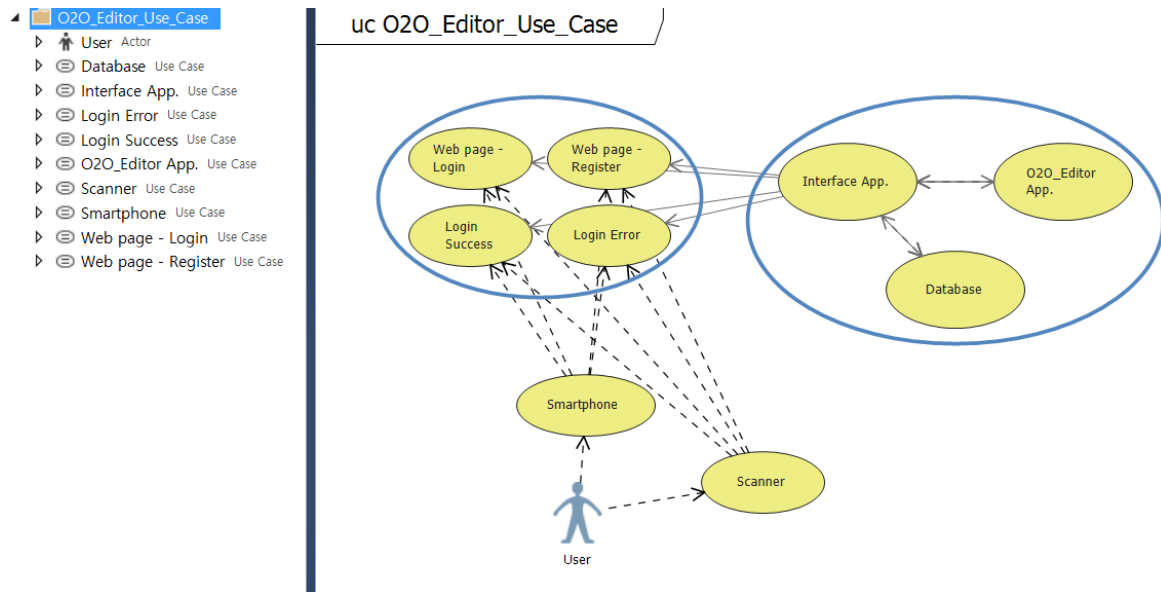 O2O_Editor_Use_Case
User Actor
Database Use Case
Interface App. Use Case
Login Error Use Case
Login Success Use Case
O2O_Editor App. Use Case
Scanner Use Case
Smartphone Use Case
Web page - Login Use Case
Web page - Register Use Case
uc O2O_Editor_Use_Case
Web page -
Login
Web page -
Register
Interface App.
O2O_Editor
App.
Login
Success
Login Error
Database
Smartphone
Scanner
User